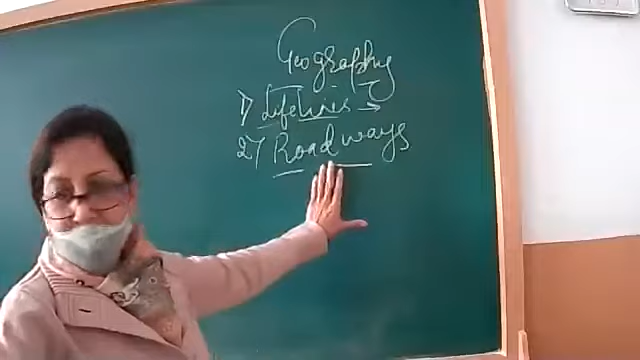 Geography
1) Lifelines →
2) Roadways